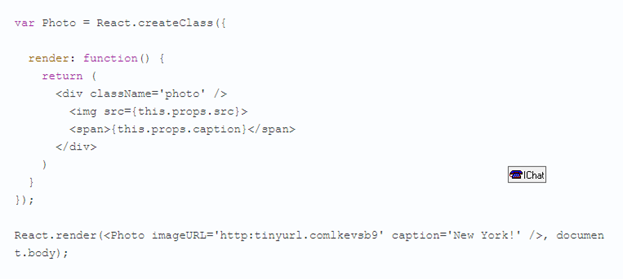 var Photo = React.createClass({
render: function() {
return (
<div className='photo' />
<img src={this.props.src}>
<span>{this.props.caption}</span>
</div>
)
}
});
IChat
React.render(<Photo imageURL='http:tinyurl.comlkevsb9' caption='New York!' />, documen
t.body);